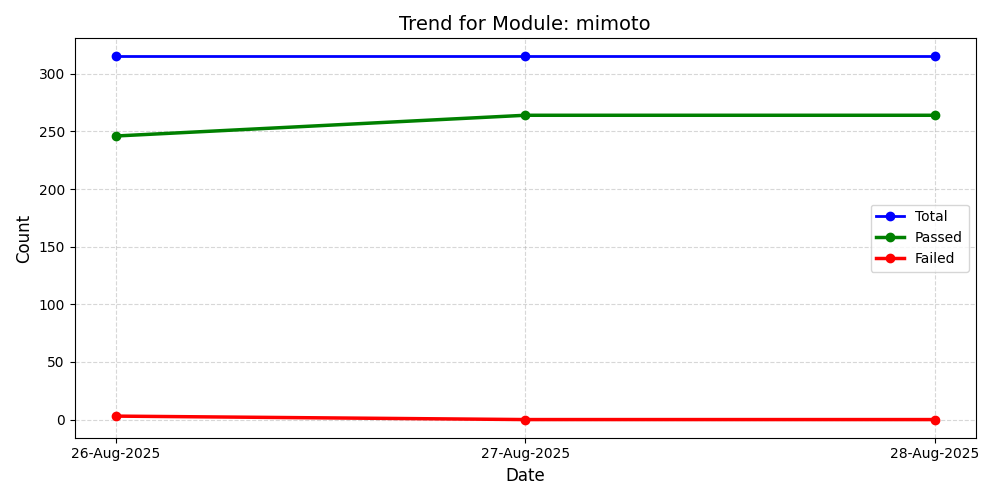 Trend for Module: mimoto
Count
300
250
200
150
100
50
0
Total
Passed
Failed
26-Aug-2025
27-Aug-2025
28-Aug-2025
Date